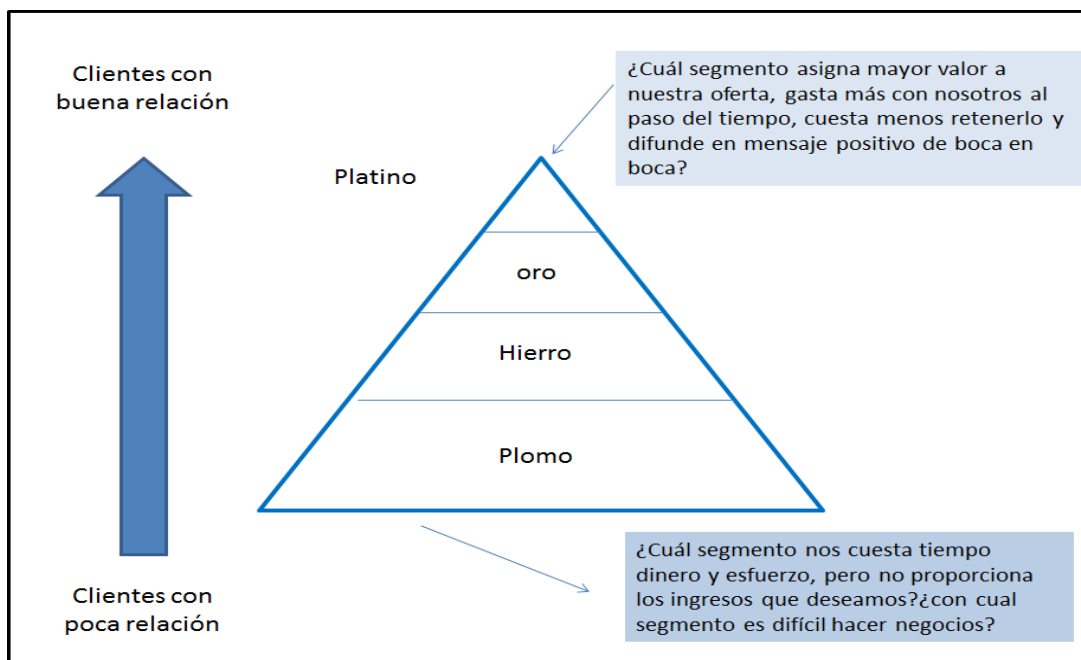 Clientes con
buena relación
¿Cuál segmento asigna mayor valor a
nuestra oferta, gasta más con nosotros al
paso del tiempo, cuesta menos retenerlo y
difunde en mensaje positivo de boca en
boca?
Platino
oro
Hierro
Plomo
Clientes con
poca relación
¿Cuál segmento nos cuesta tiempo
dinero y esfuerzo, pero no proporciona
los ingresos que deseamos?¿con cual
segmento es difícil hacer negocios?